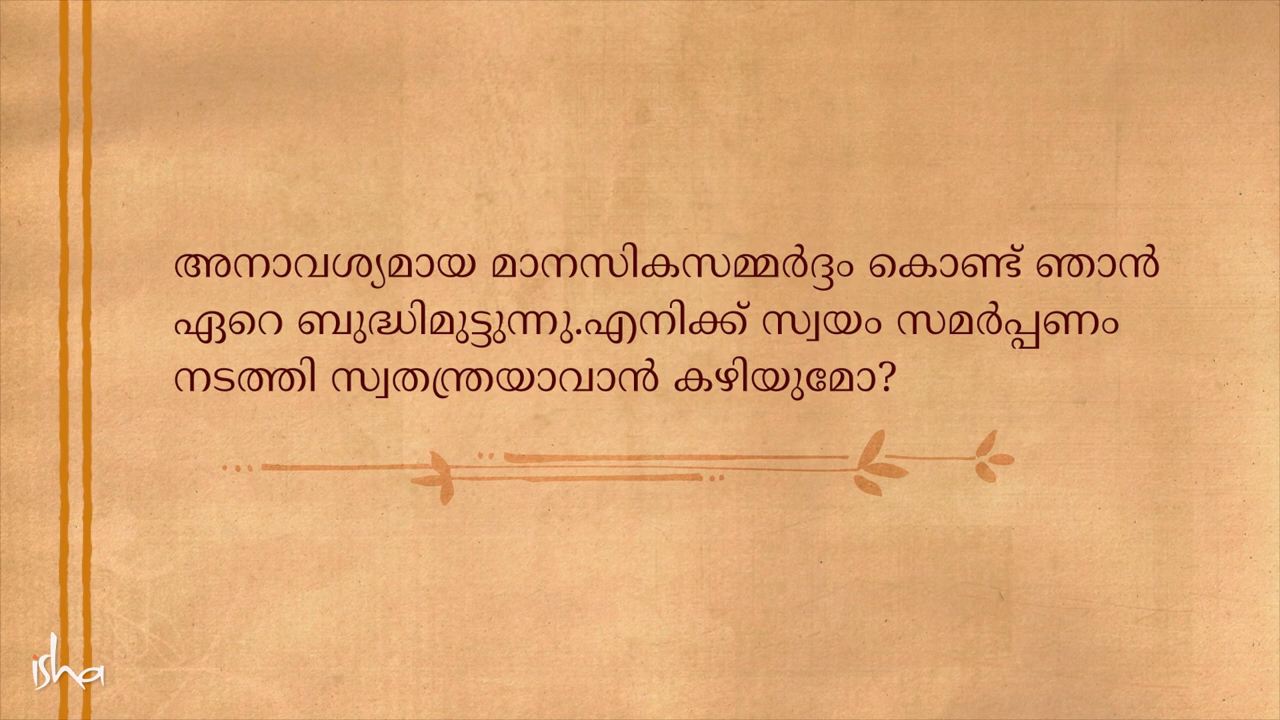 അനാവശ്യമായ മാനസികസമ്മർദ്ദം കൊണ്ട് ഞാൻ
ഏറെ ബുദ്ധിമുട്ടുന്നു.എനിക്ക് സ്വയം സമർപ്പണം
നടത്തി സ്വതന്ത്രയാവാൻ കഴിയുമോ?
isha